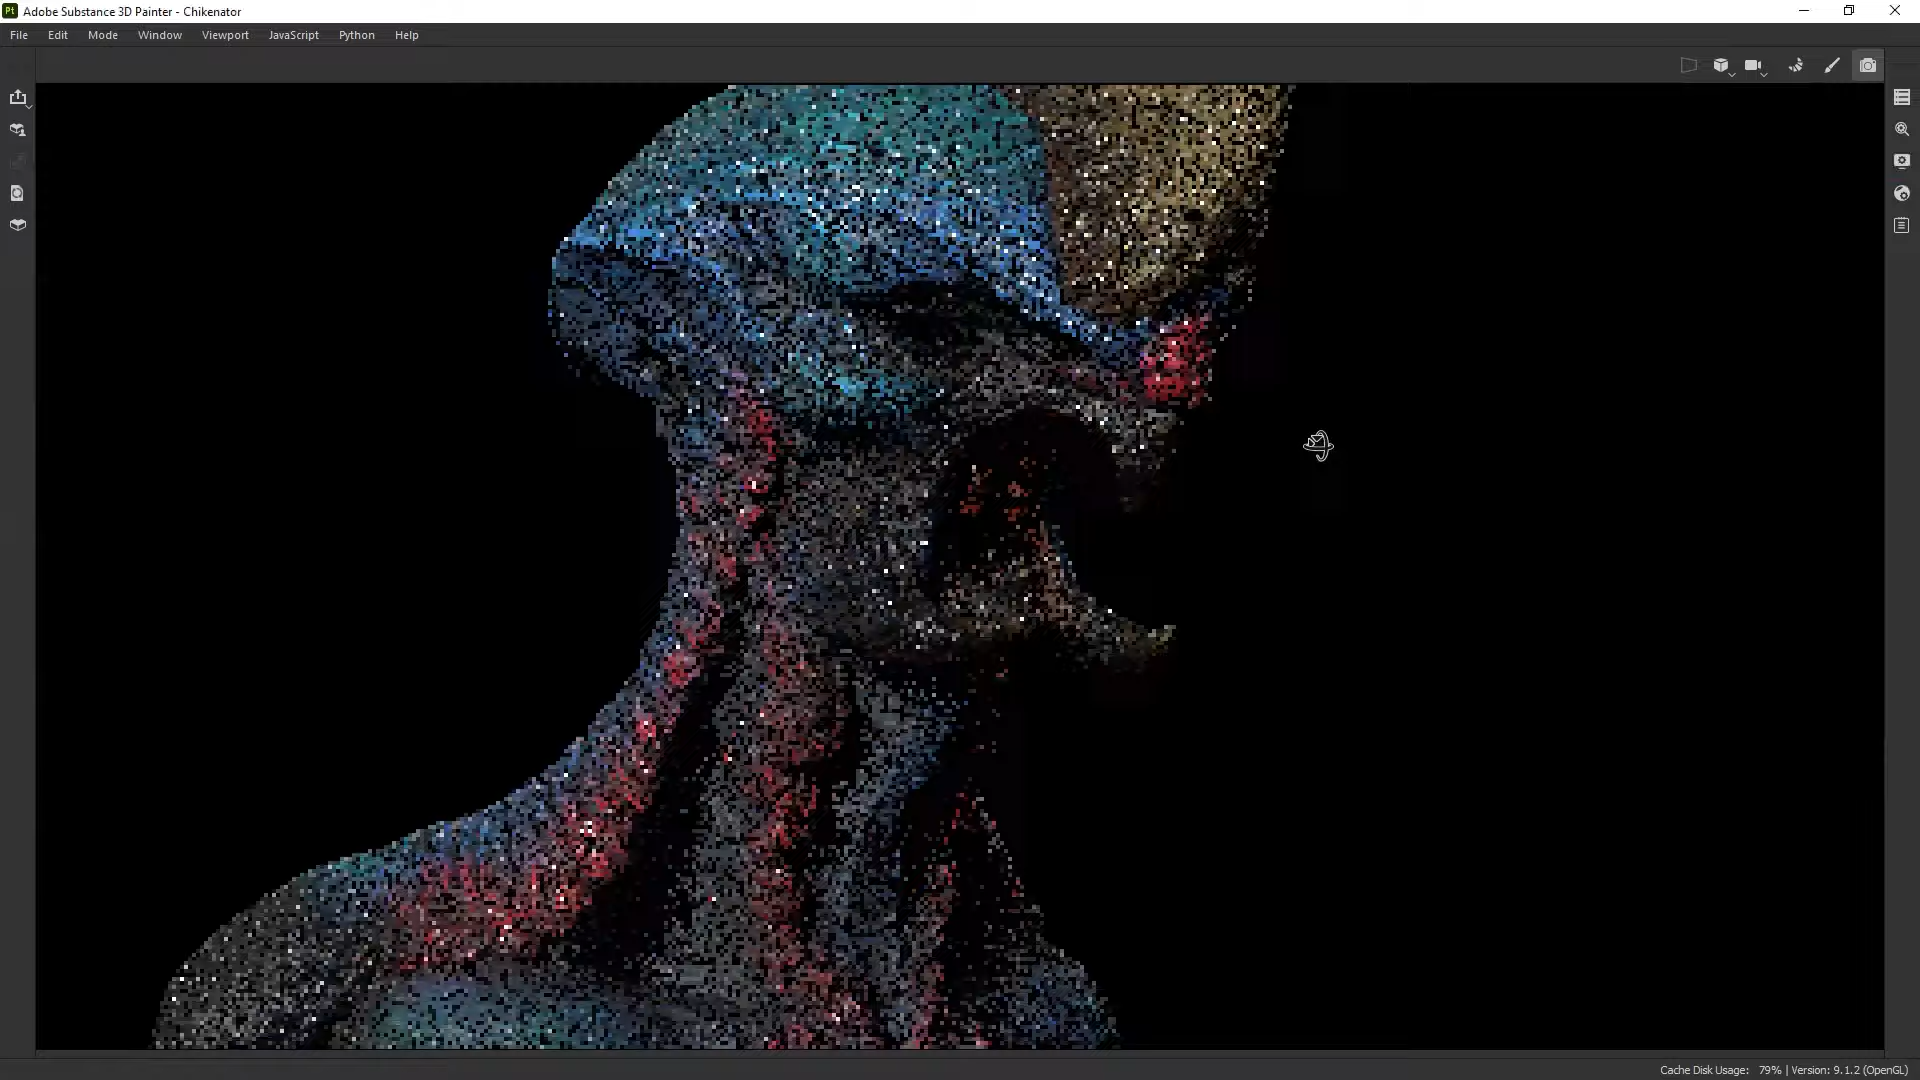 Pt Adobe Substance 3D Painter - Chikenator
File Edit Mode Window Viewport JavaScript Python Help
Cache Disk Usage: 79% | Version: 9.1.2 (OpenGL)